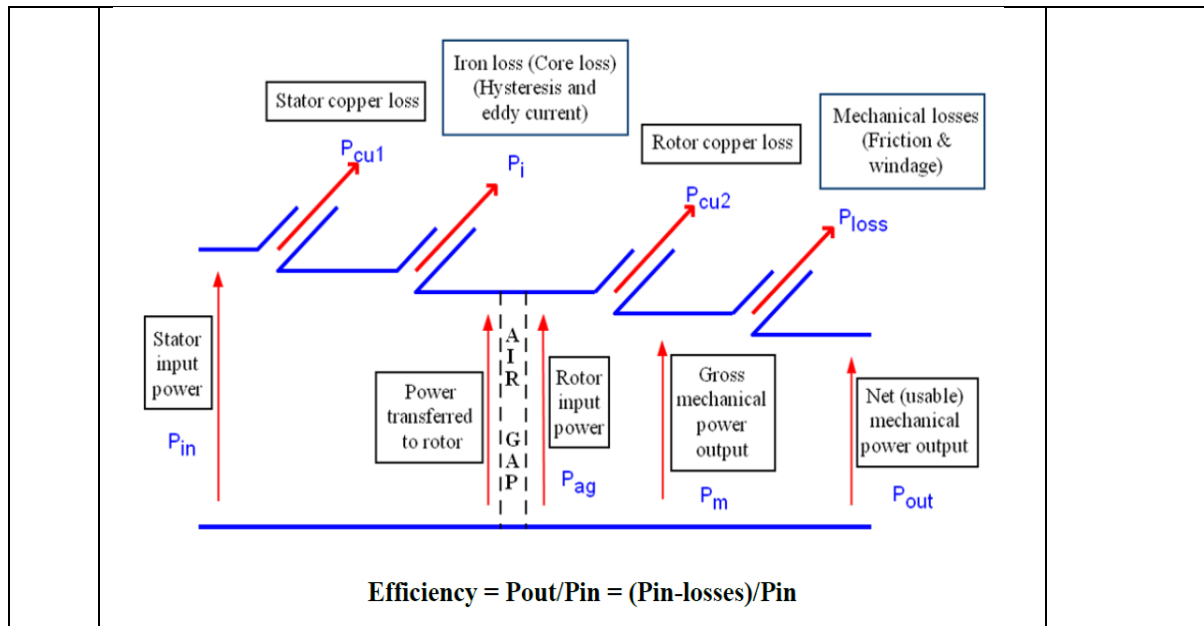 Iron loss (Core loss)
(Hysteresis and
eddy current)
Stator copper loss
Mechanical losses
(Friction &
windage)
Rotor copper loss
Pcu1
Pi
Pcu2
Ploss
Stator
input
power
Pin
Power
transferred
to rotor
A
I
R
G
A
P
Rotor
input
power
Pag
Gross
mechanical
power
output
Pm
Net (usable)
mechanical
power output
Pout
Efficiency = Pout/Pin = (Pin-losses)/Pin